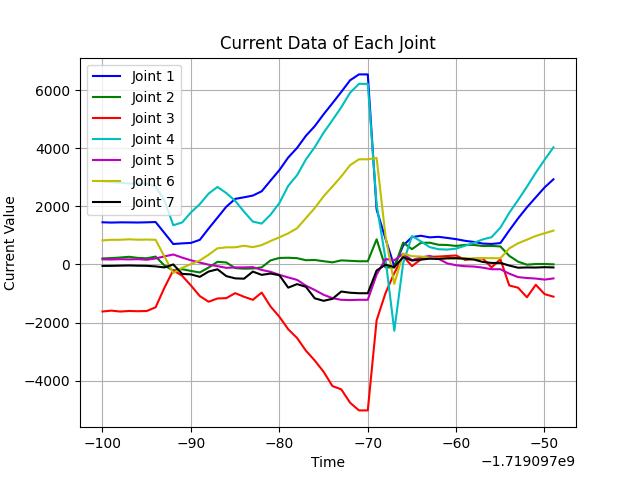 Current Data of Each Joint
Joint 1
Joint 2
Joint 3
Joint 4
Joint 5
Joint 6
Joint 7
6000
4000
2000
0
−2000
−4000
Current Value
−100
−90
−80
−70
−60
−50
Time
−1.719097e9